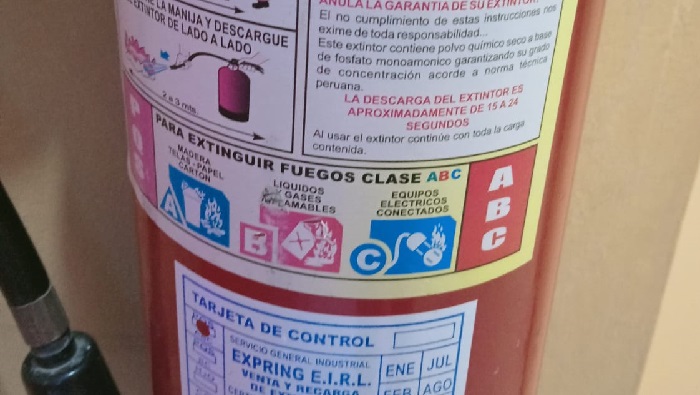 LA MANIJA Y DESCARGUE
EXTINTOR DE LADO A LADO
2 a 3 mts.
ANULA LA GARANTIA DE SU EXTINTOR.
El no cumplimiento de estas instrucciones nos
exime de toda responsabilidad...
Este extintor contiene polvo químico seco a base
de fosfato monoamonico garantizando su grado
de concentración acorde a norma técnica
peruana.
LA DESCARGA DEL EXTINTOR ES
APROXIMADAMENTE DE 15 A 24
SEGUNDOS
Al usar el extintor continúe con toda la carga
contenida.
PQS
PARA EXTINGUIR FUEGOS CLASE ABC
MADERA
TELAS - PAPEL
CARTON
A
LIQUIDOS
GASES
B
EQUIPOS
ELECTRICOS
CONECTADOS
C
A
B
C
TARJETA DE CONTROL
SERVICIO GENERAL INDUSTRIAL
EXPRING E.I.R.L.
VENTA Y RECARGA
ENE JUL
FEB AGO